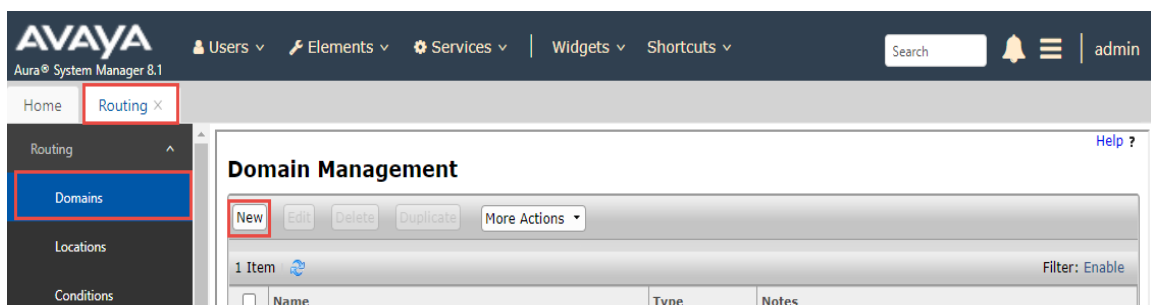 AVAYA
Aura® System Manager 8.1
Users Elements Services Widgets Shortcuts Search admin
Home Routing ×
Routing
Domains
Locations
Conditions
Help ?
Domain Management
New Edit Delete Duplicate More Actions
1 Item Filter: Enable
Name Type Notes